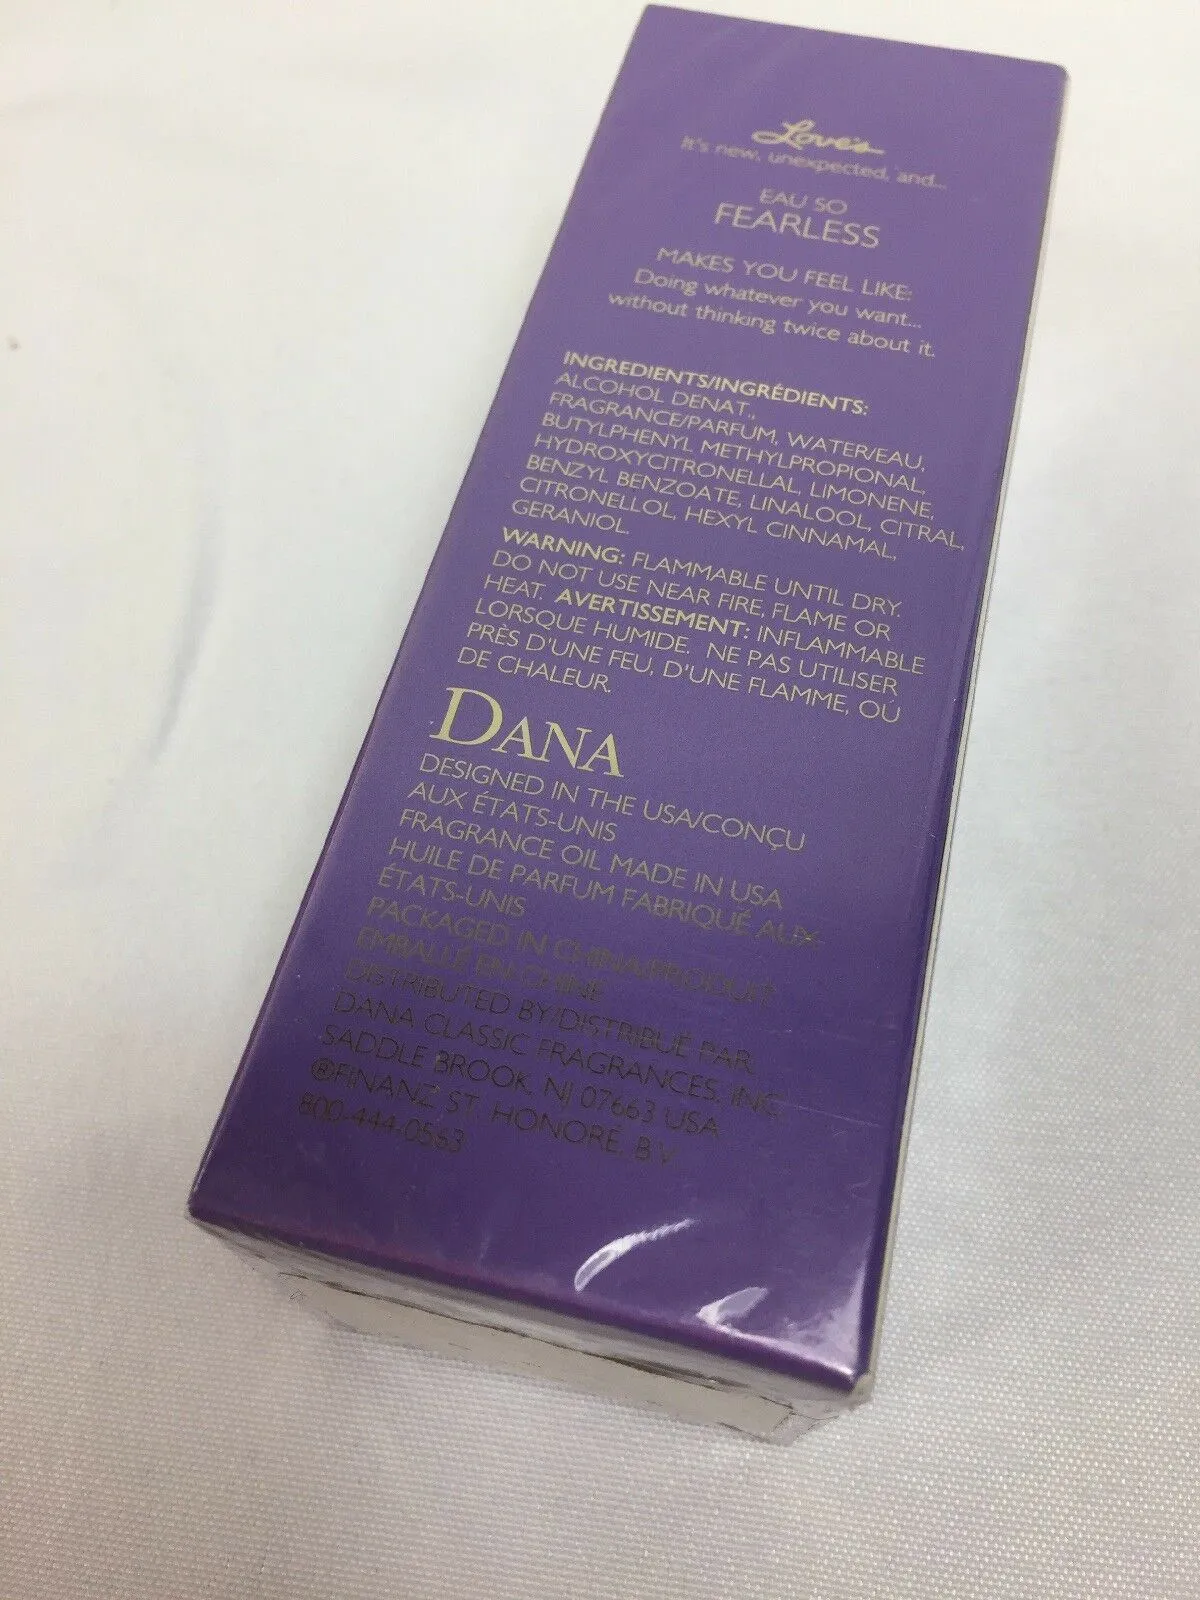 Love's
It's new, unexpected, and...
EAU SO
FEARLESS
MAKES YOU FEEL LIKE:
Doing whatever you want...
without thinking twice about it.
INGREDIENTS/INGRÉDIENTS:
ALCOHOL DENAT.,
FRAGRANCE/PARFUM, WATER/EAU,
BUTYLPHENYL METHYLPROPIONAL,
HYDROXYCITRONELLAL, LIMONENE,
BENZYL BENZOATE, LINALOOL, CITRAL,
CITRONELLOL, HEXYL CINNAMAL,
GERANIOL.
WARNING: FLAMMABLE UNTIL DRY.
DO NOT USE NEAR FIRE, FLAME OR
HEAT. AVERTISSEMENT: INFLAMMABLE
LORSQUE HUMIDE. NE PAS UTILISER
PRÈS D'UNE FEU, D'UNE FLAMME, OÚ
DE CHALEUR.
DANA
DESIGNED IN THE USA/CONÇU
AUX ÉTATS-UNIS
FRAGRANCE OIL MADE IN USA
HUILE DE PARFUM FABRIQUÉ AUX-
ÉTATS-UNIS
PACKAGED IN CHINA/PRODUIT
EMBALLÉ EN CHINE
DISTRIBUTED BY/DISTRIBUÉ PAR:
DANA CLASSIC FRAGRANCES, INC.
SADDLE BROOK, NJ 07663 USA
®FINANZ ST. HONORÉ, B.V.
800-444-0563